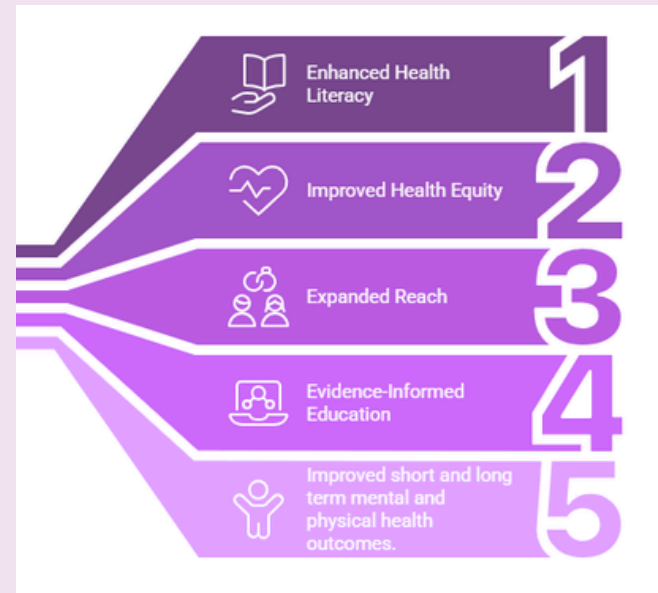 Enhanced Health
Literacy
1
Improved Health Equity
2
Expanded Reach
3
Evidence-Informed
Education
4
Improved short and long
term mental and
physical health
outcomes.
5